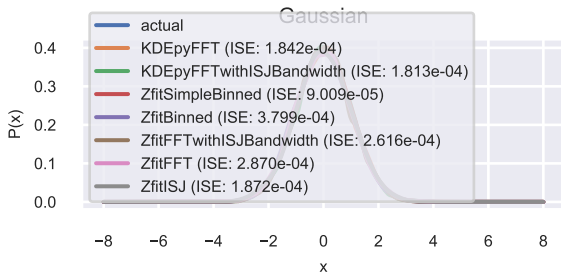 Gaussian
actual
KDEpyFFT (ISE: 1.842e-04)
KDEpyFFTwithISJBandwidth (ISE: 1.813e-04)
ZfitSimpleBinned (ISE: 9.009e-05)
ZfitBinned (ISE: 3.799e-04)
ZfitFFTwithISJBandwidth (ISE: 2.616e-04)
ZfitFFT (ISE: 2.870e-04)
ZfitISJ (ISE: 1.872e-04)
P(x)
0.4
0.3
0.2
0.1
0.0
−8 −6 −4 −2 0 2 4 6 8
x